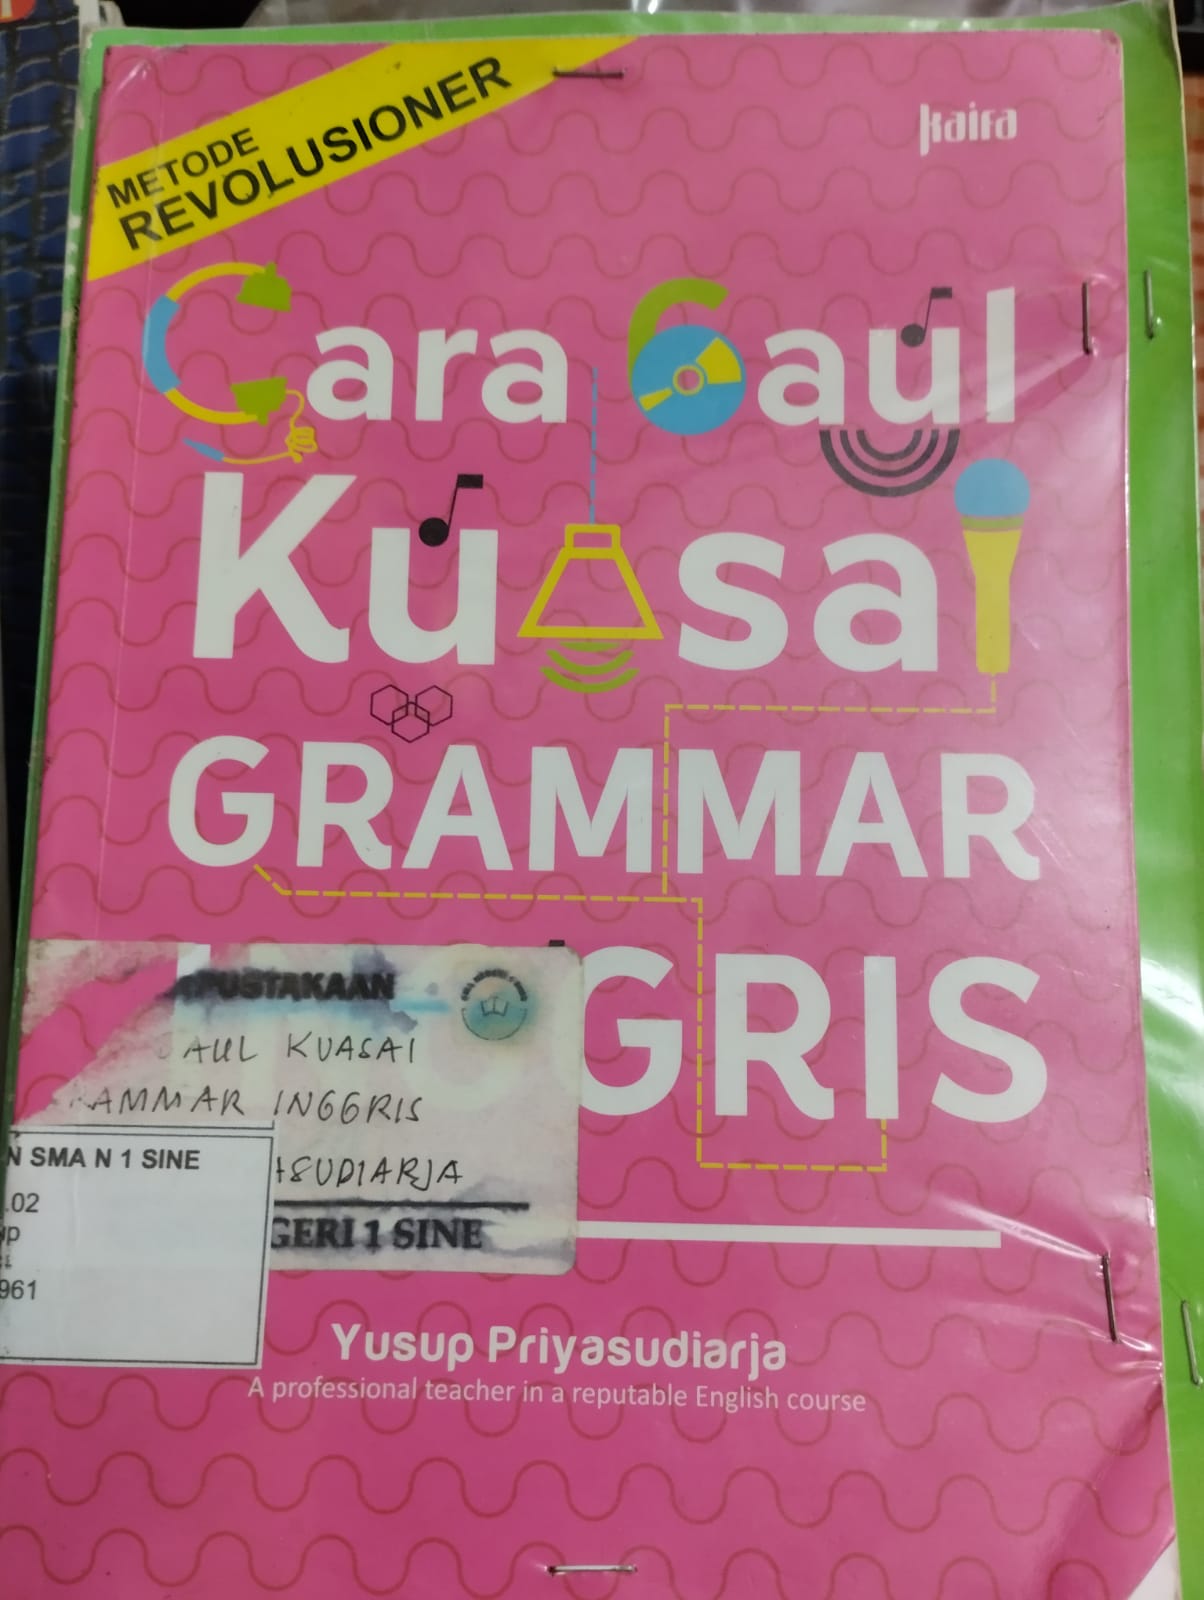 METODE
REVOLUSIONER
kaifa
Cara Gaul
Kuasai
GRAMMAR
GRIS
PUSTAKAAN
AUL KUASAI
AMMAR INGGRIS
ASUDIARJA
GERI 1 SINE
N SMA N 1 SINE
.02
961
Yusup Priyasudiarja
A professional teacher in a reputable English course